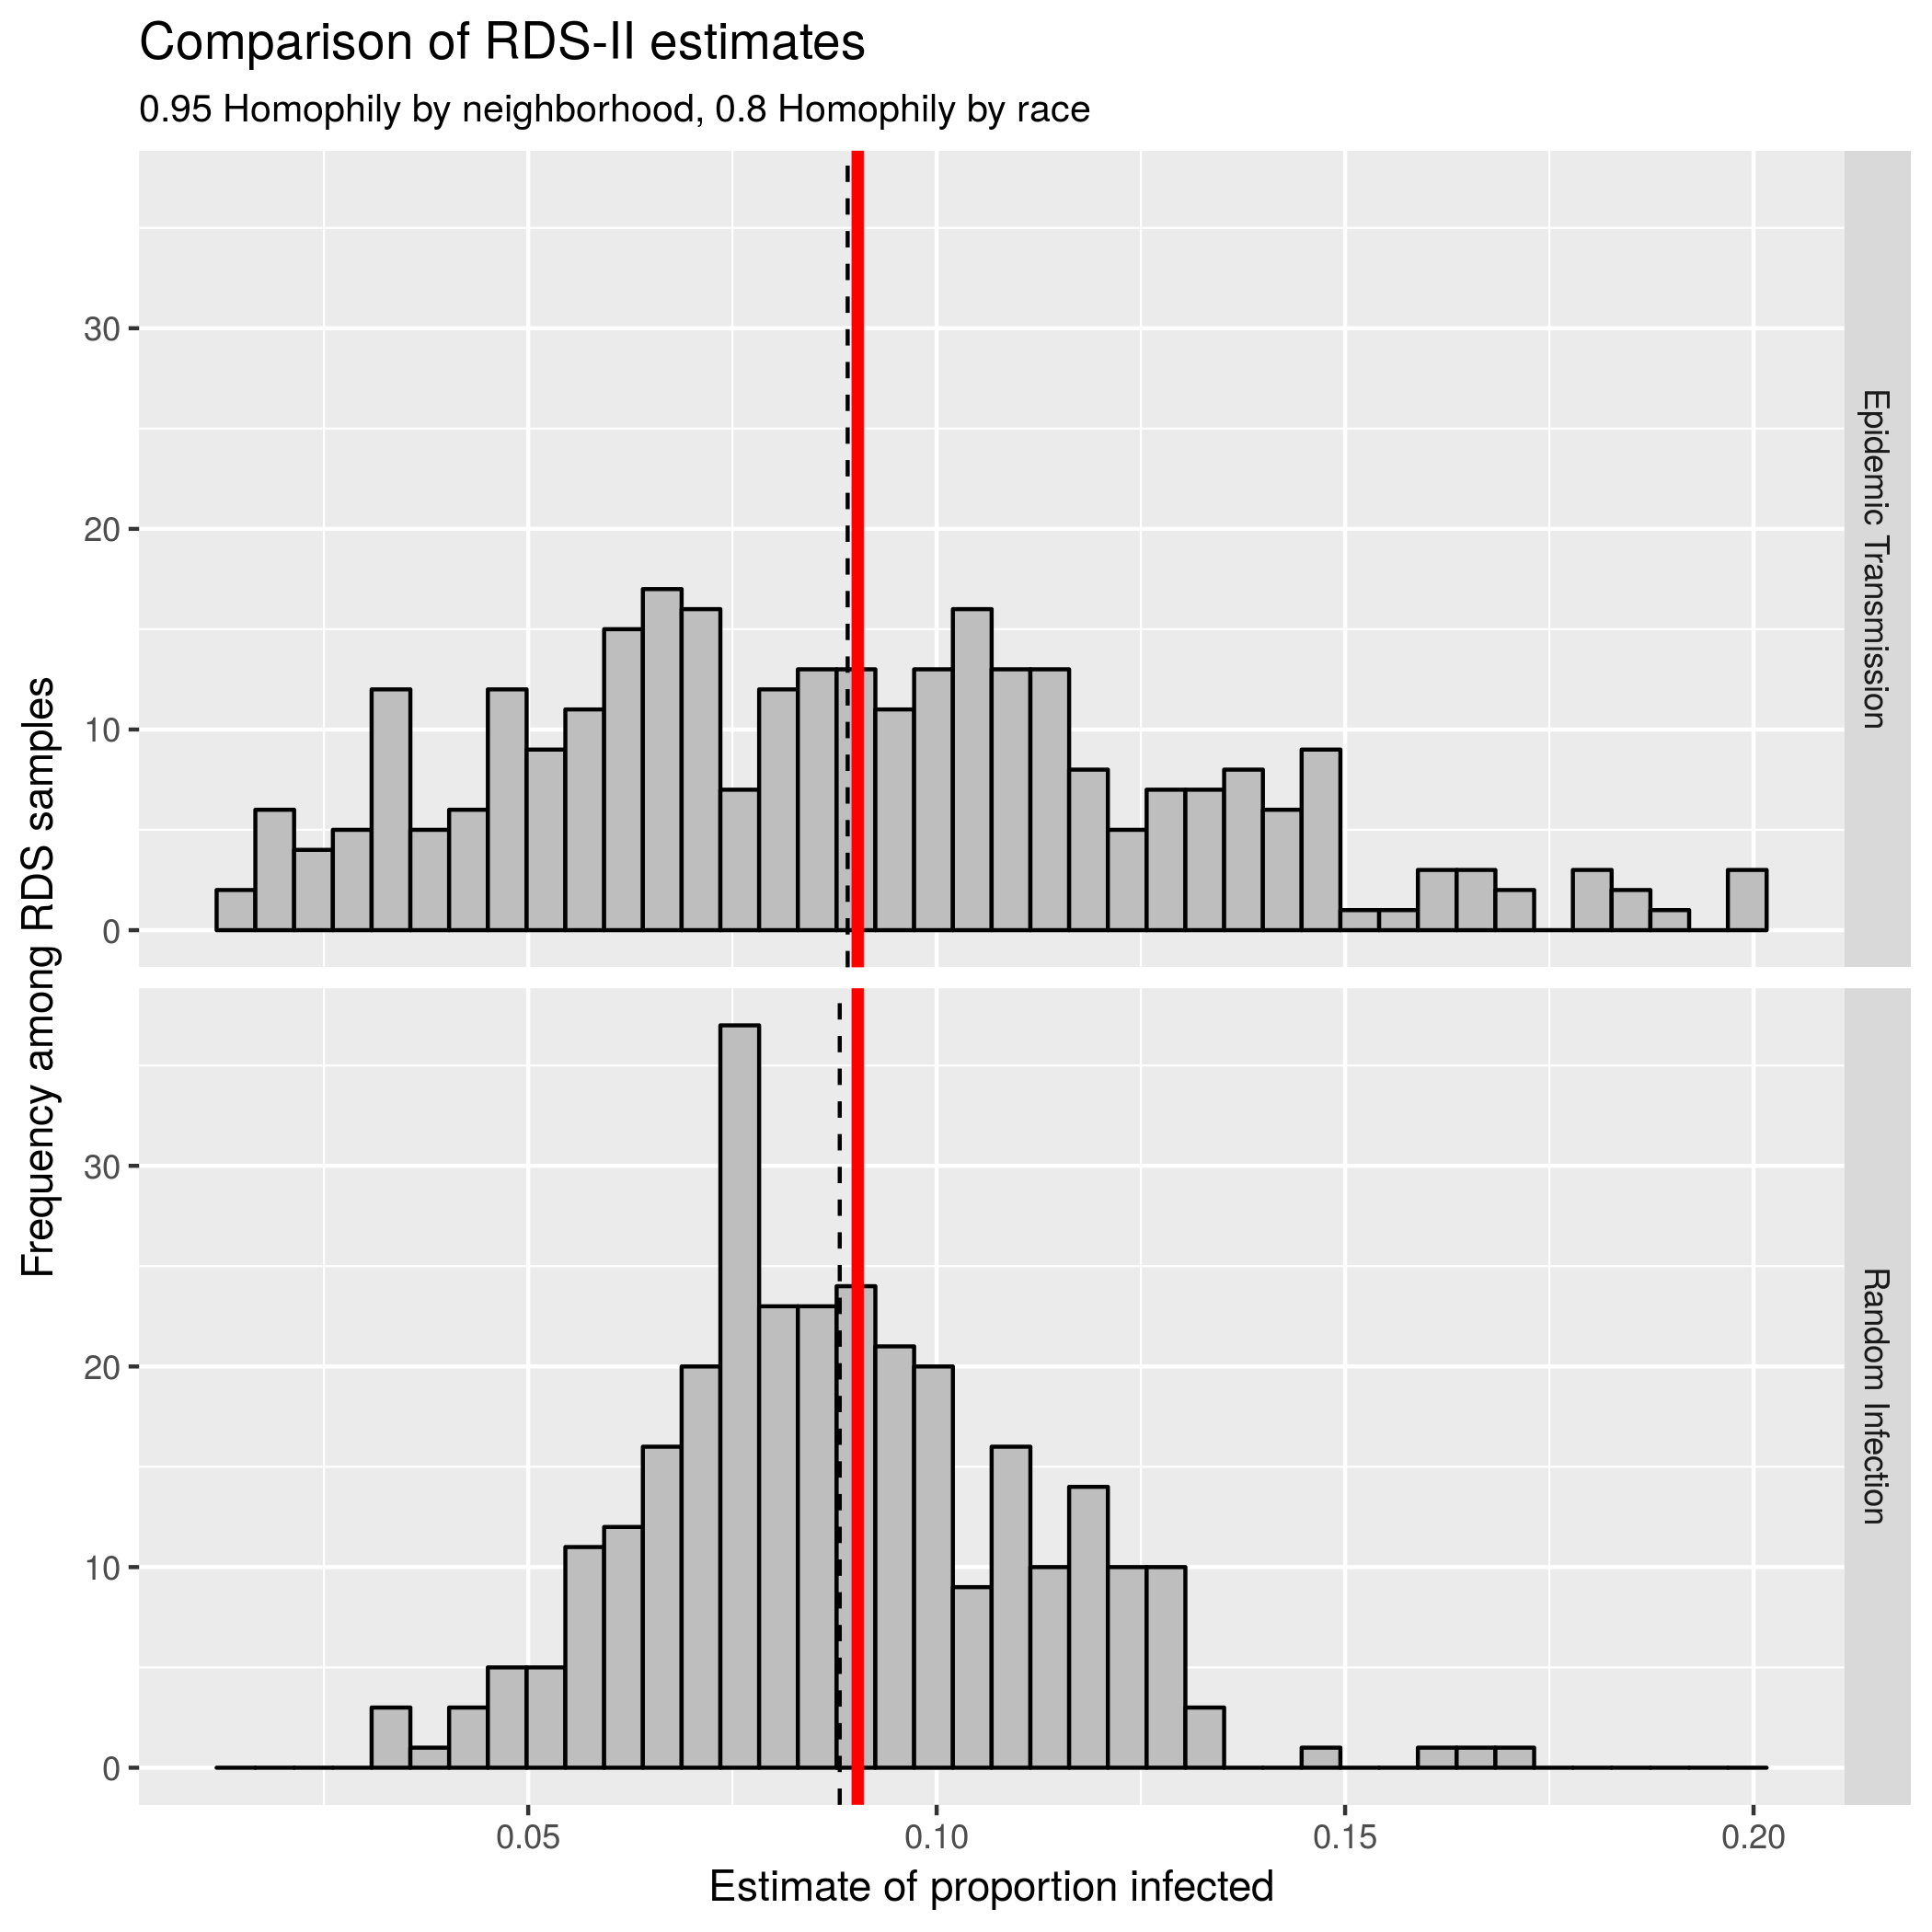 Comparison of RDS-II estimates
0.95 Homophily by neighborhood, 0.8 Homophily by race
Frequency among RDS samples
30
20
10
0
Epidemic Transmission
30
20
10
0
Random Infection
0.05
0.10
0.15
0.20
Estimate of proportion infected